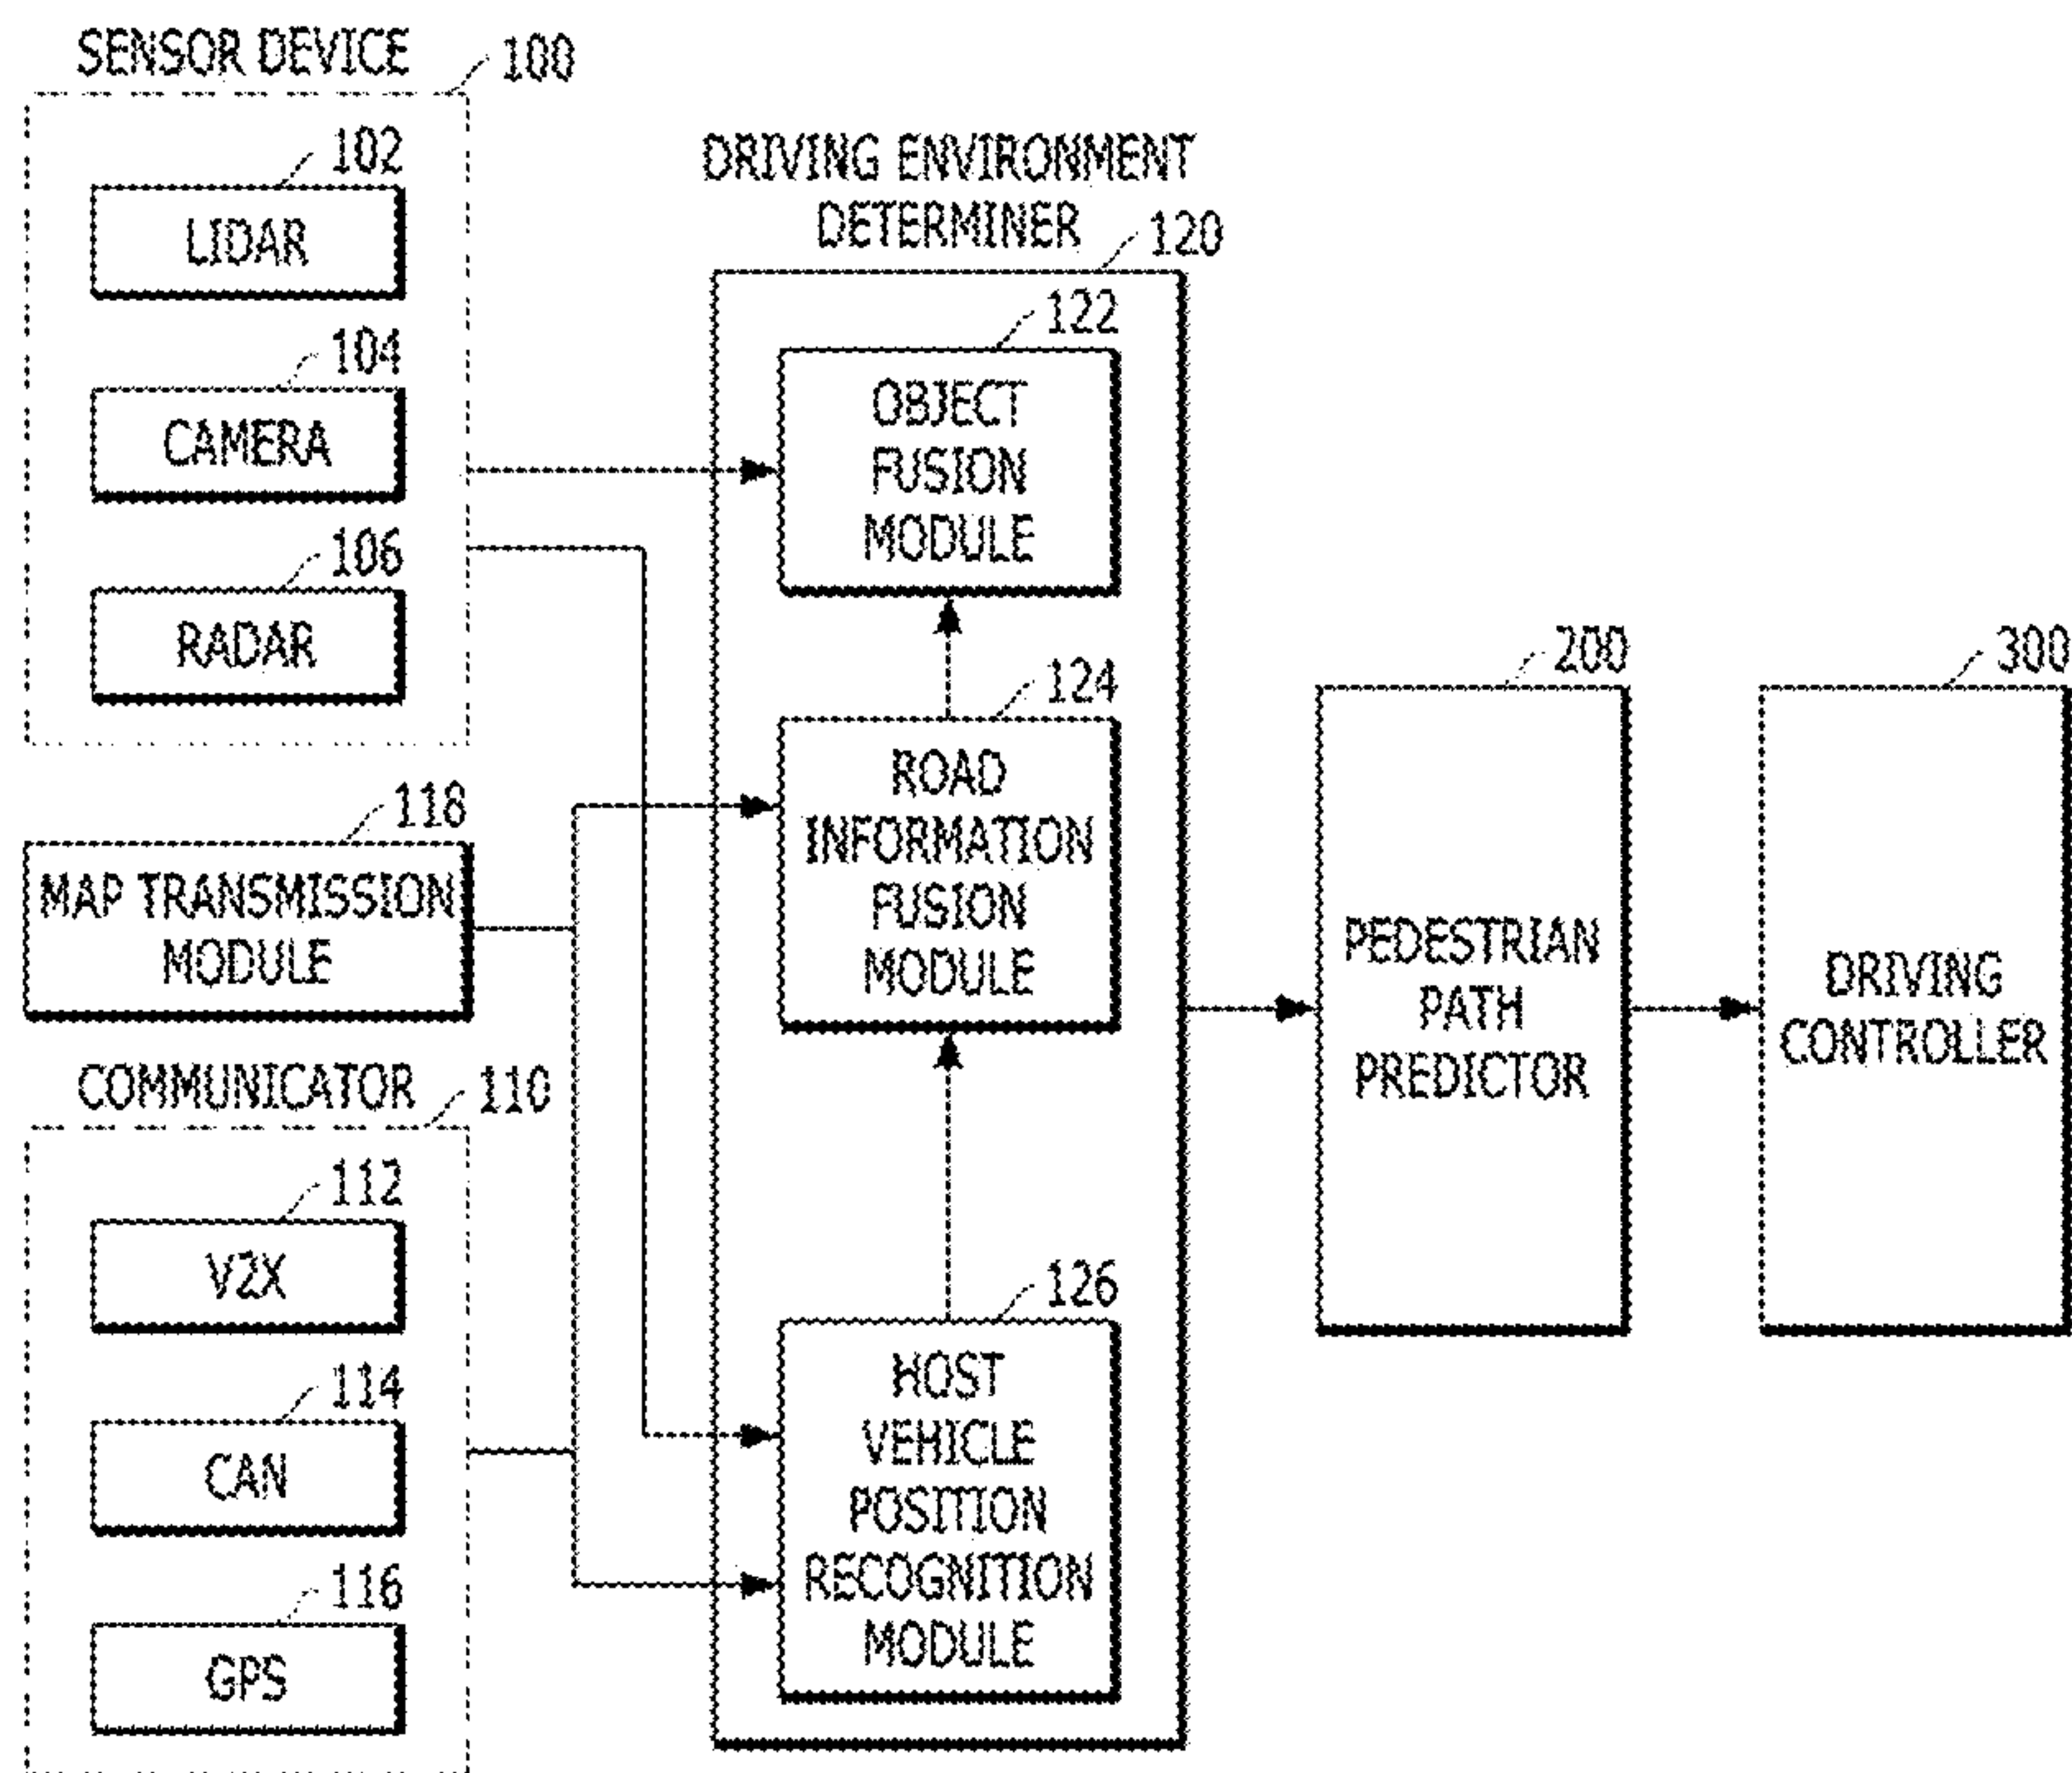 SENSOR DEVICE
100
102
LIDAR
104
CAMERA
106
RADAR
118
MAP TRANSMISSION
MODULE
COMMUNICATOR
110
112
V2X
114
CAN
116
GPS
DRIVING ENVIRONMENT
DETERMINER
120
122
OBJECT
FUSION
MODULE
124
ROAD
INFORMATION
FUSION
MODULE
126
HOST
VEHICLE
POSITION
RECOGNITION
MODULE
200
PEDESTRIAN
PATH
PREDICTOR
300
DRIVING
CONTROLLER